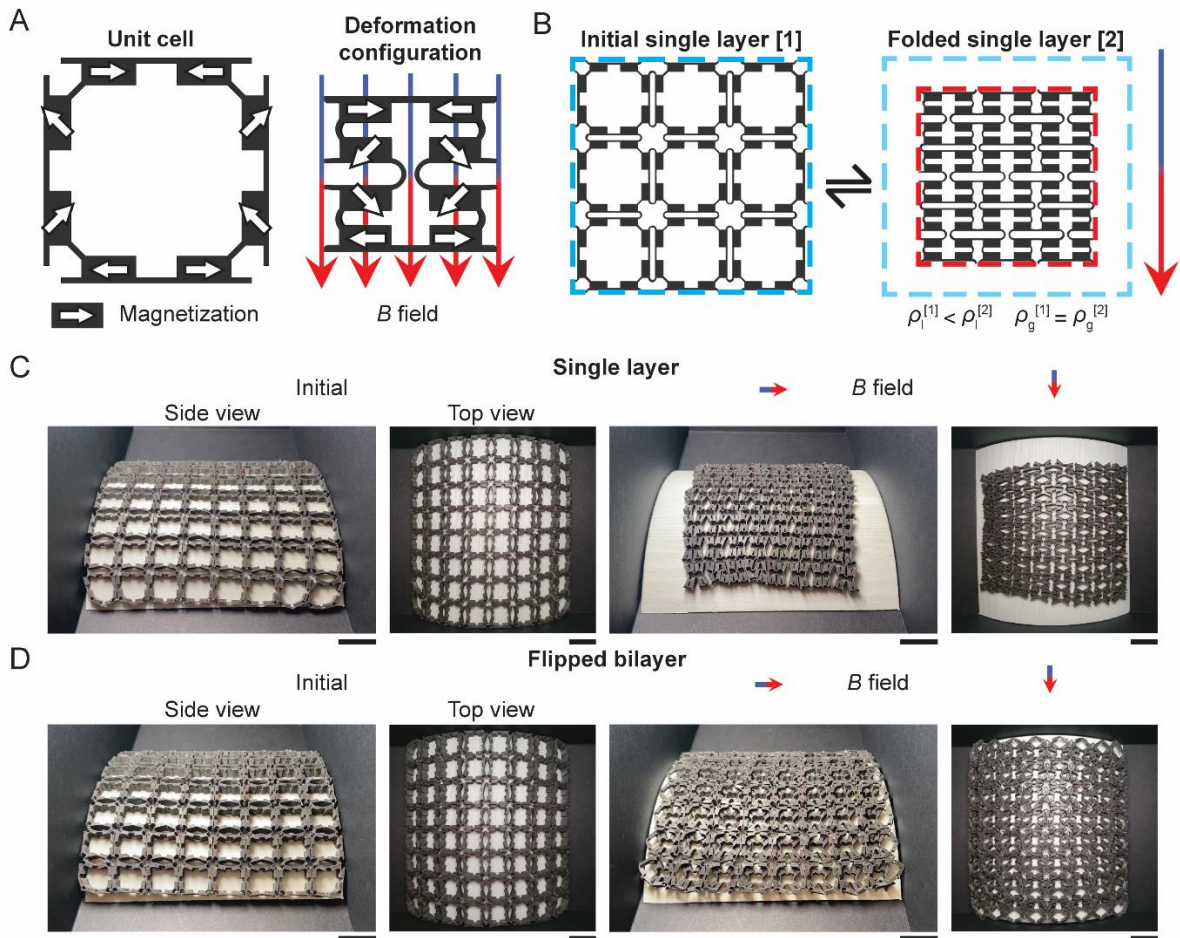 A
Unit cell
Deformation
configuration
Magnetization
B field
B
Initial single layer [1]
Folded single layer [2]
ρₗ^[1] < ρₗ^[2] ρg^[1] = ρg^[2]
C
Single layer
Initial
B field
Side view
Top view
D
Flipped bilayer
Initial
B field
Side view
Top view